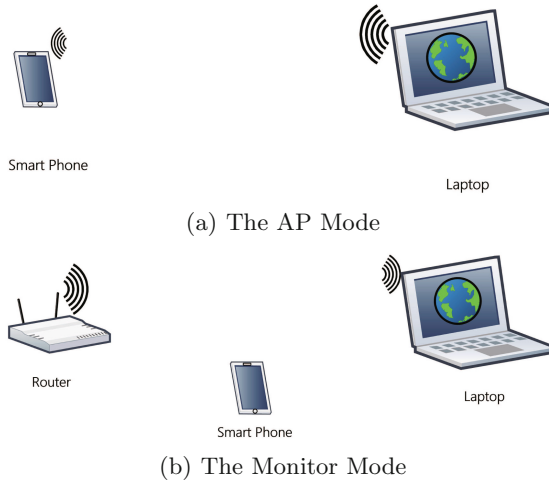 Smart Phone
Laptop
(a) The AP Mode
Router
Laptop
Smart Phone
(b) The Monitor Mode